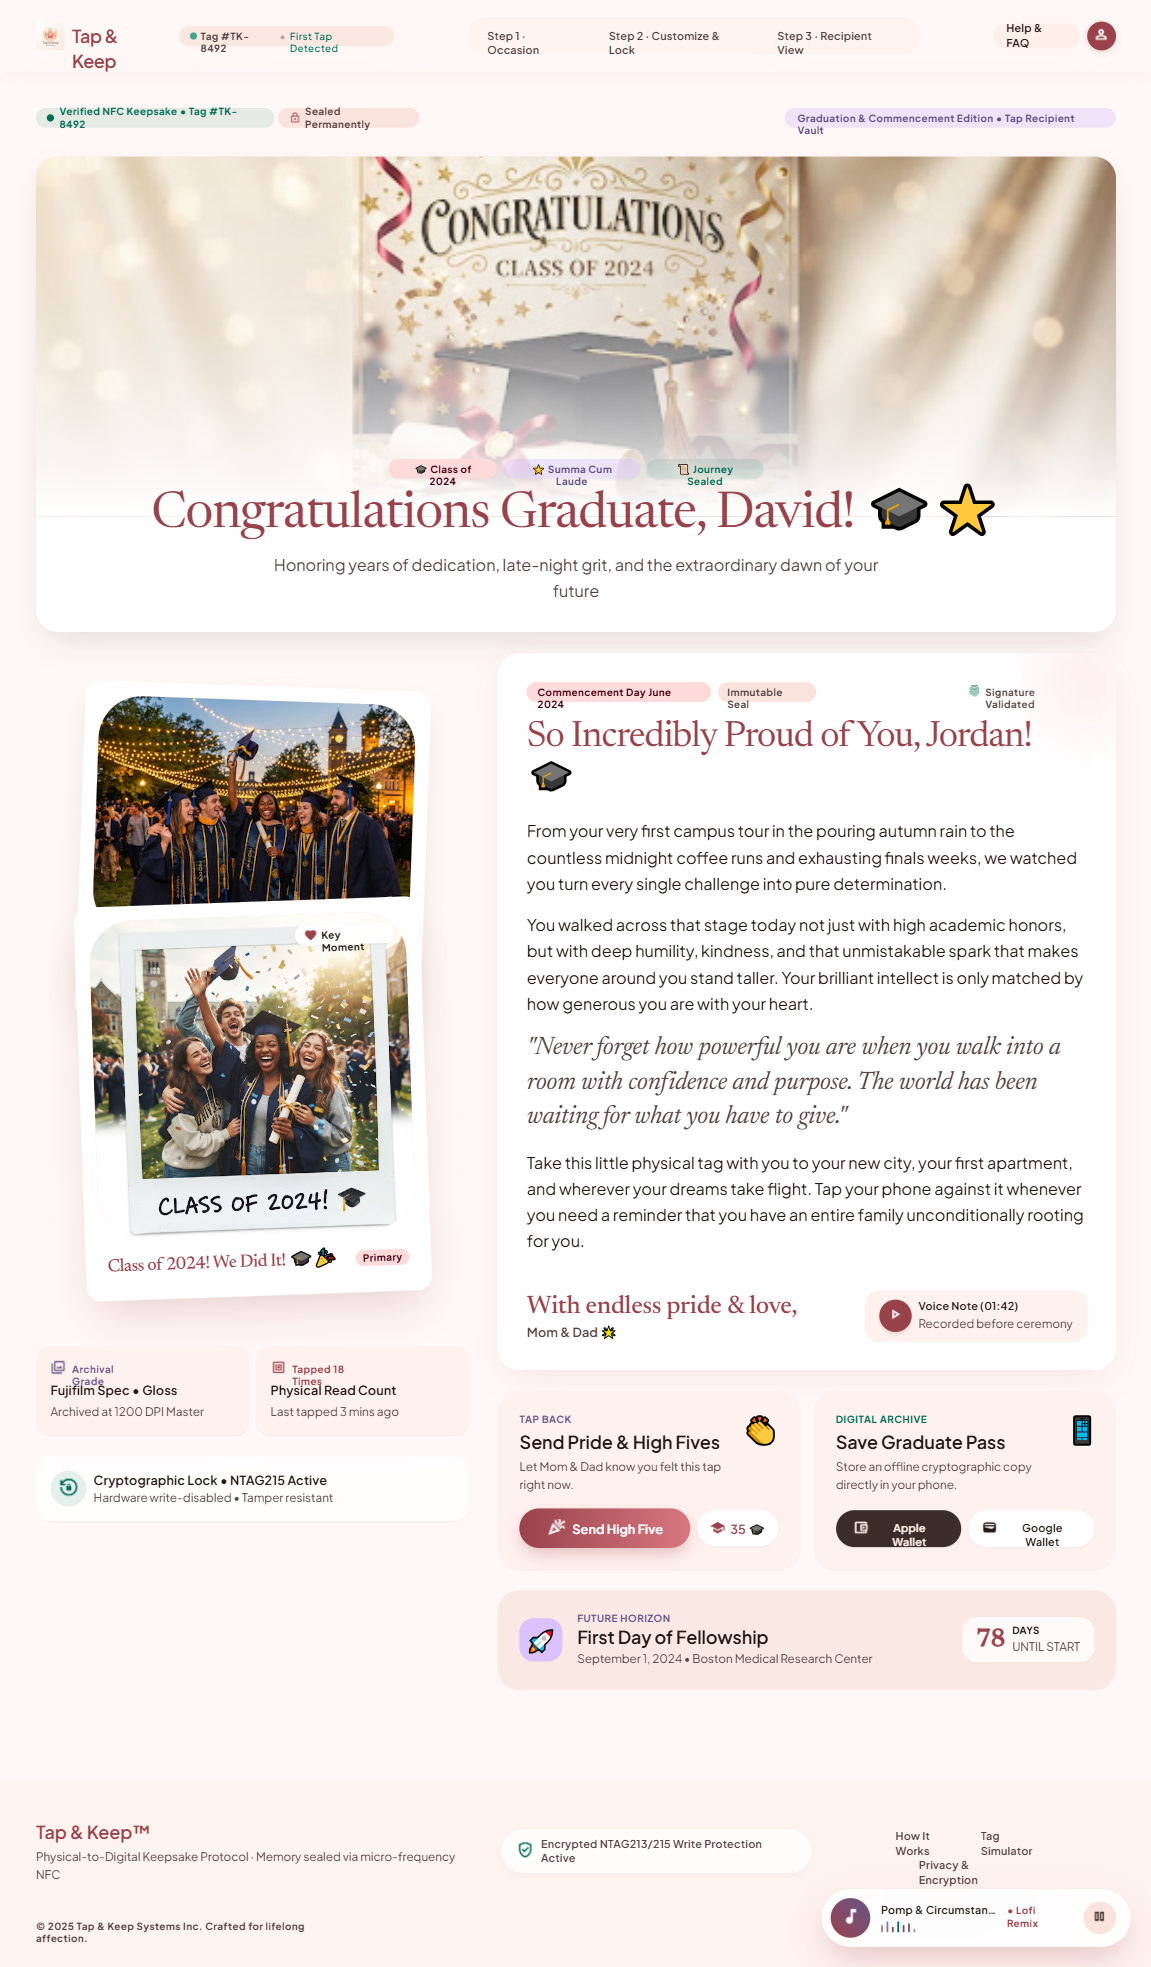 Tap &
Keep
Tag #TK-
8492
• First Tap
Detected
Step 1 ·
Occasion
Step 2 · Customize &
Lock
Step 3 · Recipient
View
Help &
FAQ
Verified NFC Keepsake • Tag #TK-
8492
Sealed
Permanently
Graduation & Commencement Edition • Tap Recipient
Vault
CONGRATULATIONS
CLASS OF 2024
🎓 Class of
2024
⭐ Summa Cum
Laude
📜 Journey
Sealed
Congratulations Graduate, David! 🎓⭐
Honoring years of dedication, late-night grit, and the extraordinary dawn of your
future
Key
Moment
CLASS OF 2024! 🎓
Class of 2024! We Did It! 🎓🎉
Primary
Archival
Grade
Fujifilm Spec • Gloss
Archived at 1200 DPI Master
Tapped 18
Times
Physical Read Count
Last tapped 3 mins ago
Cryptographic Lock • NTAG215 Active
Hardware write-disabled • Tamper resistant
Commencement Day June
2024
Immutable
Seal
Signature
Validated
So Incredibly Proud of You, Jordan!
🎓
From your very first campus tour in the pouring autumn rain to the
countless midnight coffee runs and exhausting finals weeks, we watched
you turn every single challenge into pure determination.
You walked across that stage today not just with high academic honors,
but with deep humility, kindness, and that unmistakable spark that makes
everyone around you stand taller. Your brilliant intellect is only matched by
how generous you are with your heart.
"Never forget how powerful you are when you walk into a
room with confidence and purpose. The world has been
waiting for what you have to give."
Take this little physical tag with you to your new city, your first apartment,
and wherever your dreams take flight. Tap your phone against it whenever
you need a reminder that you have an entire family unconditionally rooting
for you.
With endless pride & love,
Mom & Dad 🌟
Voice Note (01:42)
Recorded before ceremony
TAP BACK
Send Pride & High Fives
Let Mom & Dad know you felt this tap
right now.
Send High Five
35 🎓
DIGITAL ARCHIVE
Save Graduate Pass
Store an offline cryptographic copy
directly in your phone.
Apple
Wallet
Google
Wallet
FUTURE HORIZON
First Day of Fellowship
September 1, 2024 • Boston Medical Research Center
78
DAYS
UNTIL START
Tap & Keep™
Physical-to-Digital Keepsake Protocol · Memory sealed via micro-frequency
NFC
© 2025 Tap & Keep Systems Inc. Crafted for lifelong
affection.
Encrypted NTAG213/215 Write Protection
Active
How It
Works
Tag
Simulator
Privacy &
Encryption
Pomp & Circumstan...
• Lofi
Remix